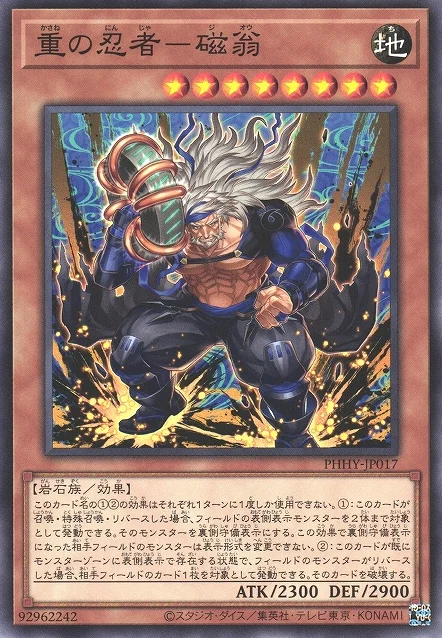 重の忍者－磁翁
地
PHHY-JP017
【岩石族／効果】
このカード名の①②の効果はそれぞれ1ターンに1度しか使用できない。①：このカードが
召喚・特殊召喚・リバースした場合、フィールドの表側表示モンスターを2体まで対象
として発動できる。そのモンスターを裏側守備表示にする。この効果で裏側守備表示
になった相手フィールドのモンスターは表示形式を変更できない。②：このカードが既に
モンスターゾーンに表側表示で存在する状態で、フィールドのモンスターがリバース
した場合、相手フィールドのカード1枚を対象として発動できる。そのカードを破壊する。
ATK/2300 DEF/2900
92962242 ©スタジオ・ダイス／集英社・テレビ東京・KONAMI